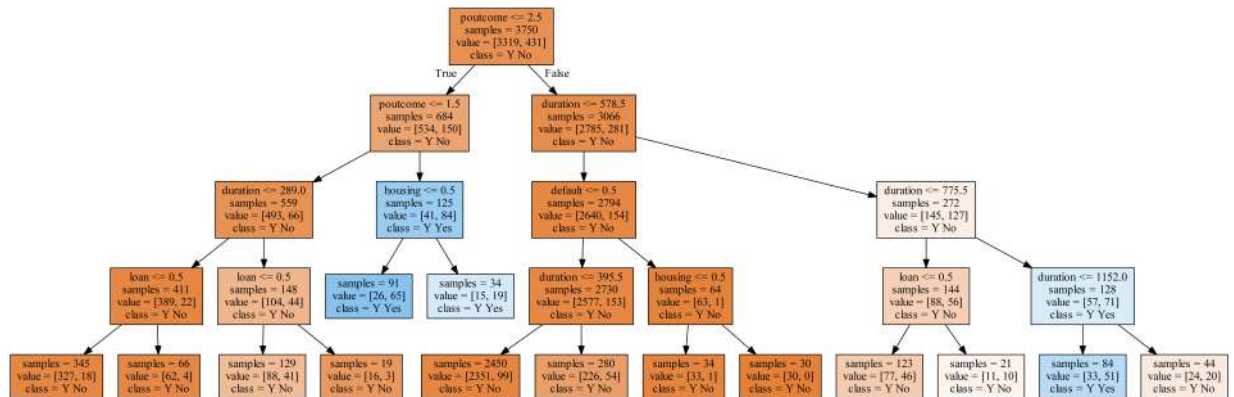 poutcome <= 2.5
samples = 3750
value = [3319, 431]
class = Y No
True
False
poutcome <= 1.5
samples = 684
value = [534, 150]
class = Y No
duration <= 578.5
samples = 3066
value = [2785, 281]
class = Y No
duration <= 289.0
samples = 559
value = [493, 66]
class = Y No
housing <= 0.5
samples = 125
value = [41, 84]
class = Y Yes
default <= 0.5
samples = 2794
value = [2640, 154]
class = Y No
duration <= 775.5
samples = 272
value = [145, 127]
class = Y No
loan <= 0.5
samples = 411
value = [389, 22]
class = Y No
loan <= 0.5
samples = 148
value = [104, 44]
class = Y No
samples = 91
value = [26, 65]
class = Y Yes
samples = 34
value = [15, 19]
class = Y Yes
duration <= 395.5
samples = 2730
value = [2577, 153]
class = Y No
housing <= 0.5
samples = 64
value = [63, 1]
class = Y No
loan <= 0.5
samples = 144
value = [88, 56]
class = Y No
duration <= 1152.0
samples = 128
value = [57, 71]
class = Y Yes
samples = 345
value = [327, 18]
class = Y No
samples = 66
value = [62, 4]
class = Y No
samples = 129
value = [88, 41]
class = Y No
samples = 19
value = [16, 3]
class = Y No
samples = 2450
value = [2351, 99]
class = Y No
samples = 280
value = [226, 54]
class = Y No
samples = 34
value = [33, 1]
class = Y No
samples = 30
value = [30, 0]
class = Y No
samples = 123
value = [77, 46]
class = Y No
samples = 21
value = [11, 10]
class = Y No
samples = 84
value = [33, 51]
class = Y Yes
samples = 44
value = [24, 20]
class = Y No